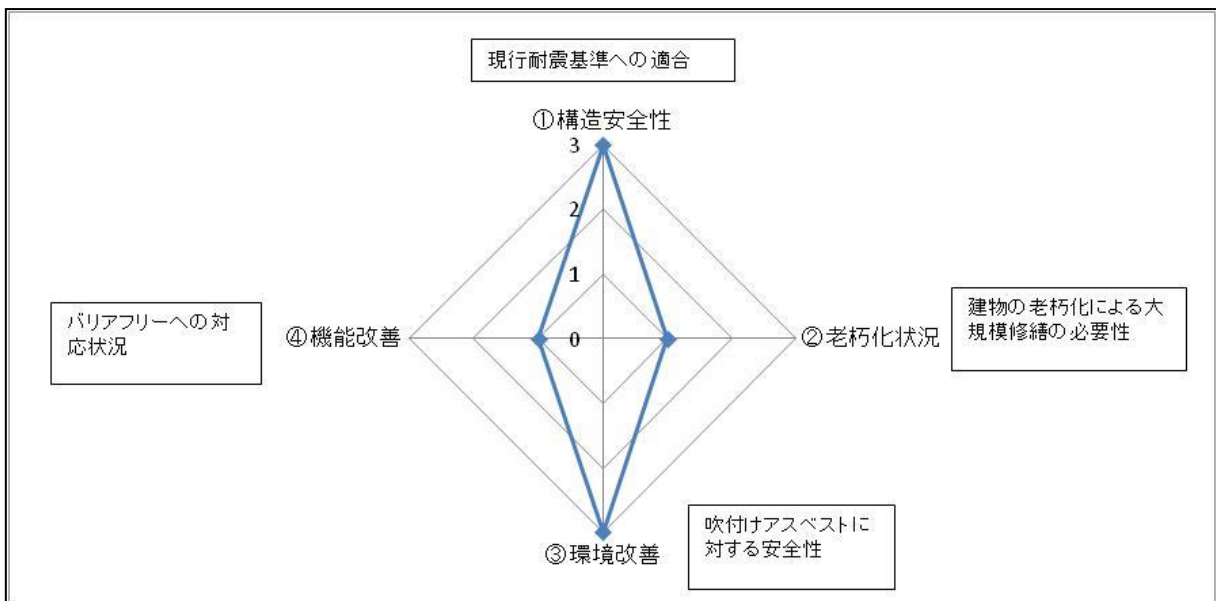 現行耐震基準への適合
①構造安全性
3
2
1
0
バリアフリーへの対
応状況
④機能改善
②老朽化状況
建物の老朽化による大
規模修繕の必要性
③環境改善
吹付けアスベストに
対する安全性